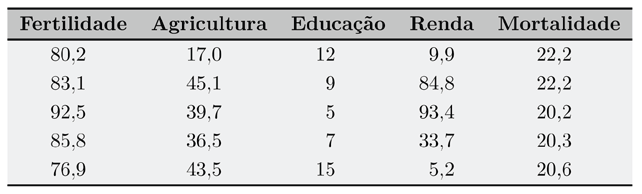 Fertilidade Agricultura Educação Renda Mortalidade
80,2 17,0 12 9,9 22,2
83,1 45,1 9 84,8 22,2
92,5 39,7 5 93,4 20,2
85,8 36,5 7 33,7 20,3
76,9 43,5 15 5,2 20,6